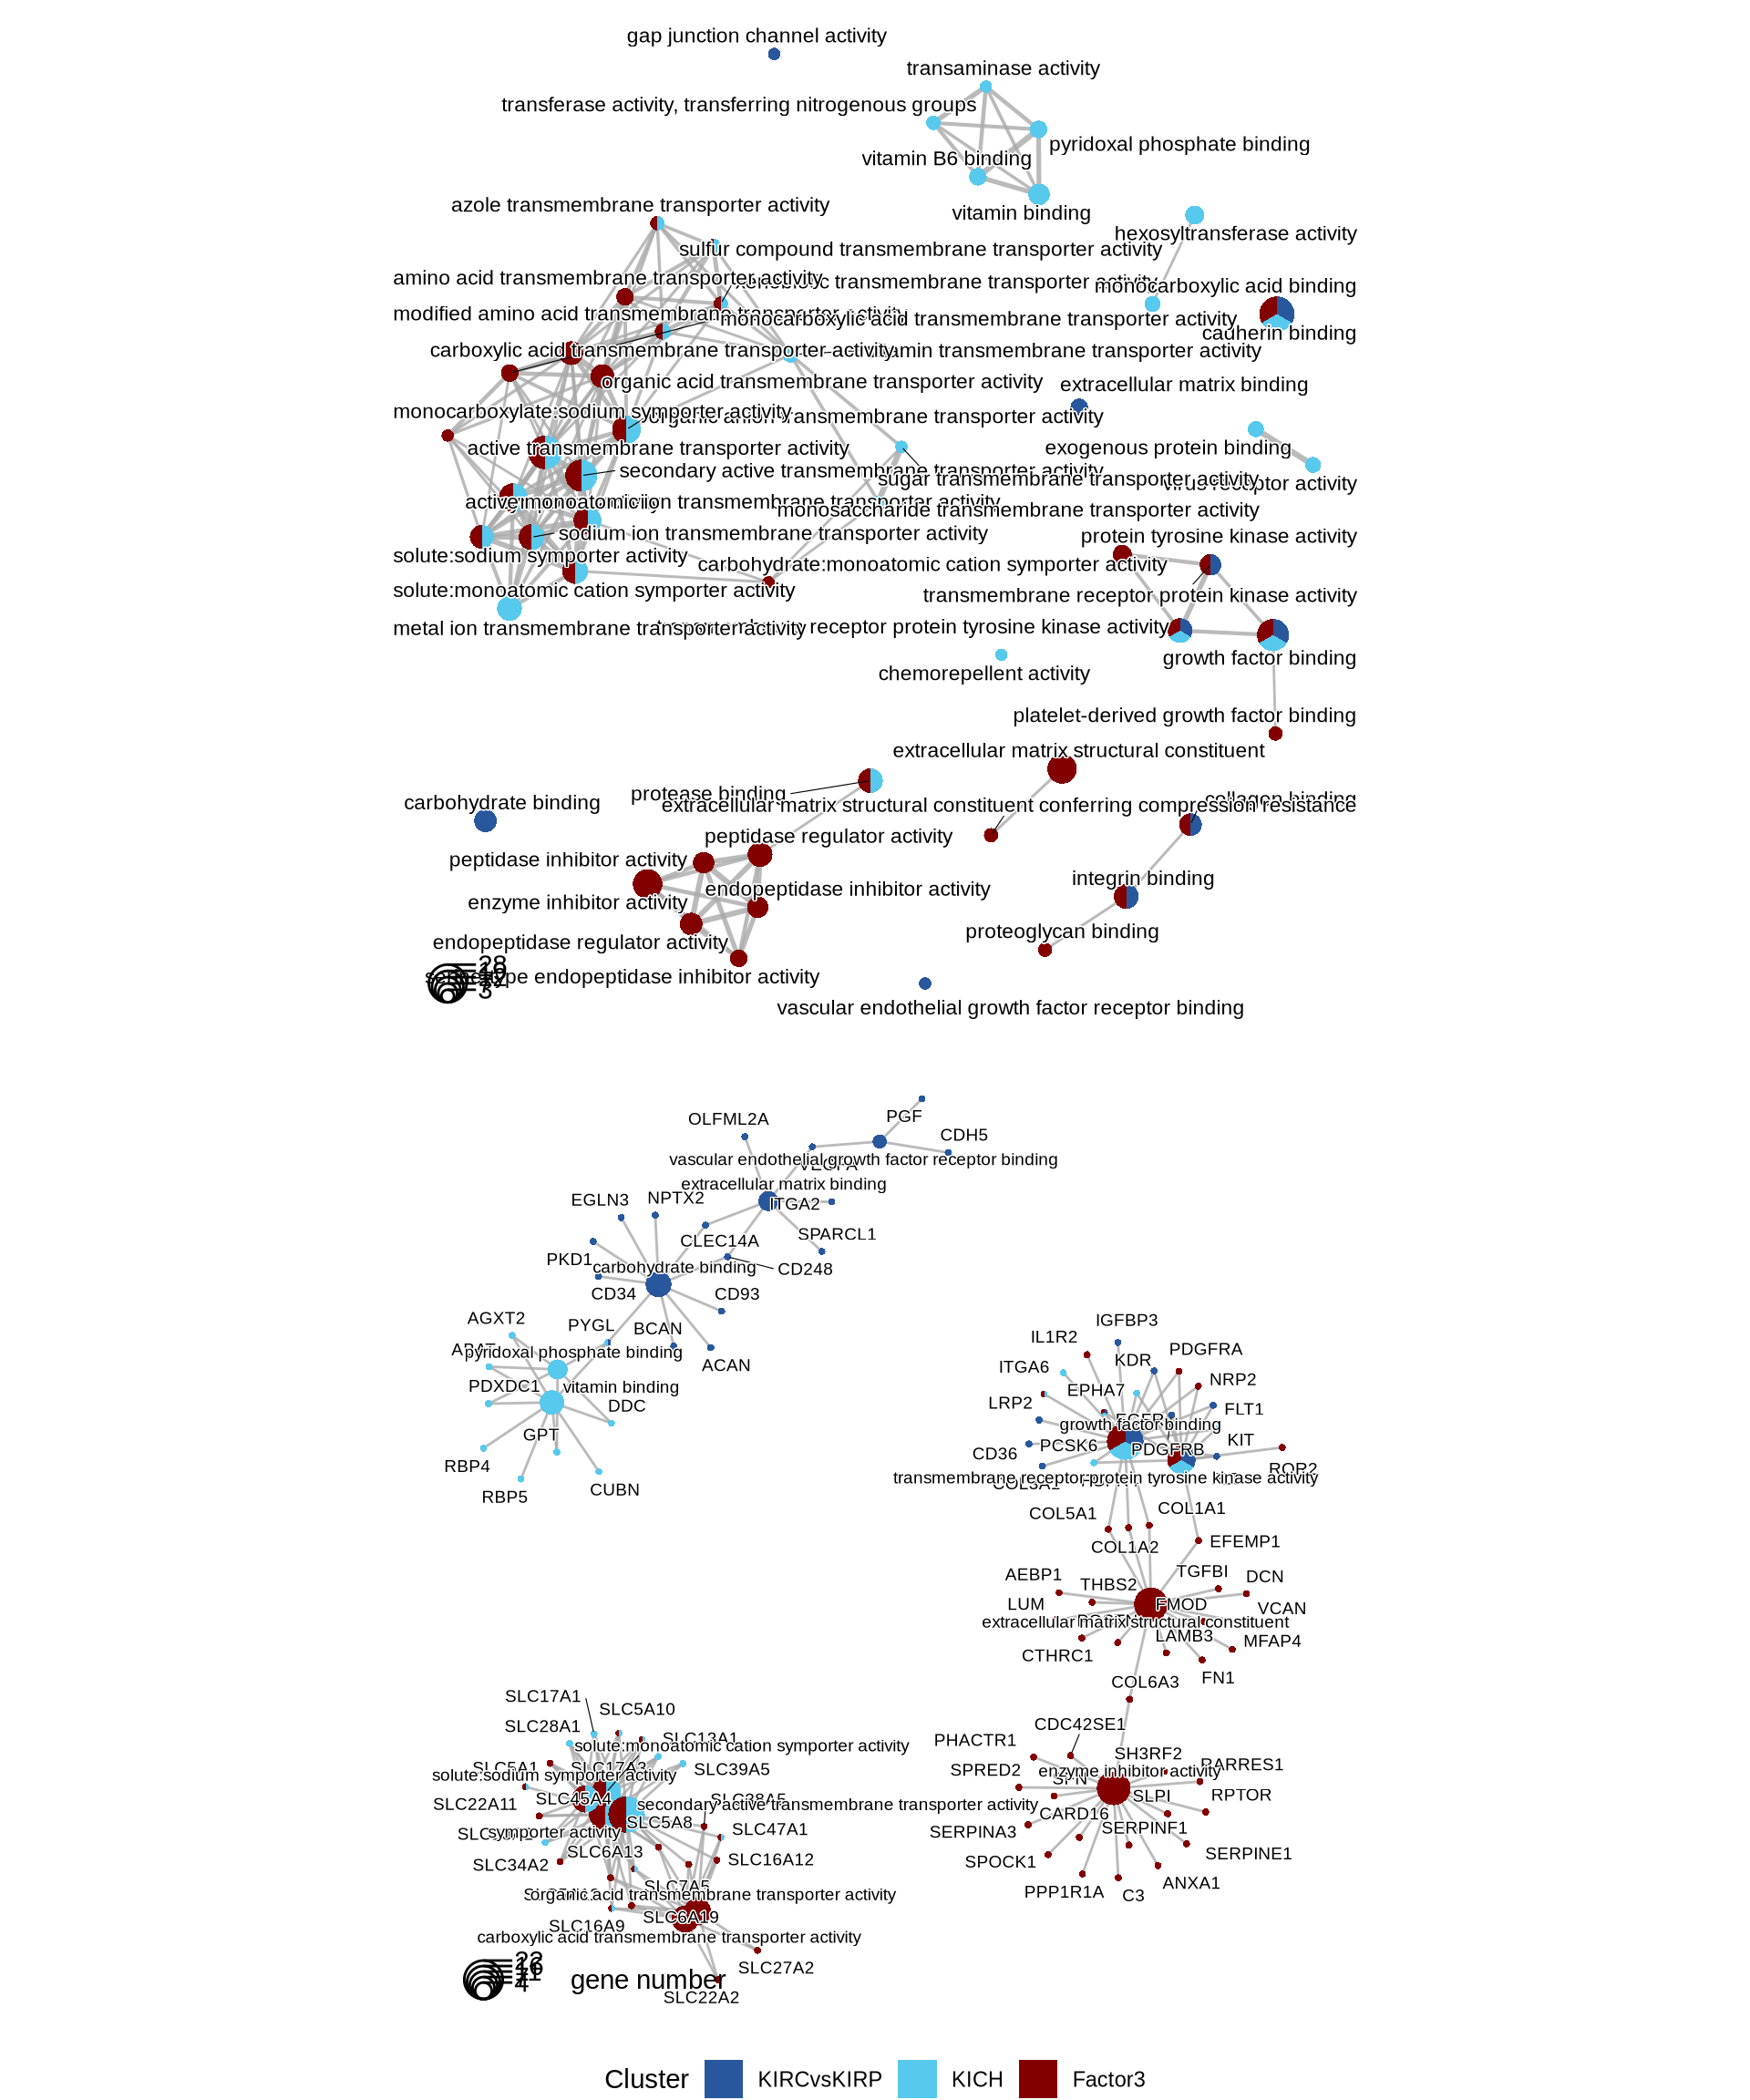 gap junction channel activity
transaminase activity
transferase activity, transferring nitrogenous groups
pyridoxal phosphate binding
vitamin B6 binding
vitamin binding
azole transmembrane transporter activity
hexosyltransferase activity
sulfur compound transmembrane transporter activity
amino acid transmembrane transporter activity
transmembrane transporter activity
monocarboxylic acid binding
modified amino acid transmembrane transporter activity
monocarboxylic acid transmembrane transporter activity
cadherin binding
carboxylic acid transmembrane transporter activity
transmembrane transporter activity
organic acid transmembrane transporter activity
extracellular matrix binding
monocarboxylate:sodium symporter activity
transmembrane transporter activity
active transmembrane transporter activity
exogenous protein binding
secondary active transmembrane transporter activity
sugar transmembrane transporter activity
receptor activity
active monoatomic ion transmembrane transporter activity
monosaccharide transmembrane transporter activity
sodium ion transmembrane transporter activity
protein tyrosine kinase activity
solute:sodium symporter activity
carbohydrate:monoatomic cation symporter activity
solute:monoatomic cation symporter activity
transmembrane receptor protein kinase activity
metal ion transmembrane transporter activity
receptor protein tyrosine kinase activity
growth factor binding
chemorepellent activity
platelet-derived growth factor binding
extracellular matrix structural constituent
protease binding
carbohydrate binding
extracellular matrix structural constituent conferring compression resistance
collagen binding
peptidase regulator activity
peptidase inhibitor activity
integrin binding
endopeptidase inhibitor activity
enzyme inhibitor activity
proteoglycan binding
endopeptidase regulator activity
endopeptidase inhibitor activity
28
3
vascular endothelial growth factor receptor binding
OLFML2A
PGF
CDH5
vascular endothelial growth factor receptor binding
VEGFA
extracellular matrix binding
EGLN3
NPTX2
ITGA2
SPARCL1
CLEC14A
PKD1
carbohydrate binding
CD248
CD34
CD93
AGXT2
PYGL
BCAN
pyridoxal phosphate binding
ACAN
PDXDC1
vitamin binding
DDC
GPT
RBP4
RBP5
CUBN
IGFBP3
IL1R2
PDGFRA
KDR
ITGA6
NRP2
EPHA7
LRP2
FLT1
EGFR
growth factor binding
KIT
CD36
PCSK6
PDGFRB
ROR2
transmembrane receptor protein tyrosine kinase activity
COL3A1
COL5A1
COL1A1
COL1A2
EFEMP1
AEBP1
THBS2
TGFBI
DCN
LUM
FMOD
VCAN
extracellular matrix structural constituent
LAMB3
MFAP4
CTHRC1
FN1
COL6A3
SLC17A1
SLC5A10
SLC28A1
SLC13A1
CDC42SE1
PHACTR1
solute:monoatomic cation symporter activity
SH3RF2
RARRES1
SLC5A1
SLC17A3
SLC39A5
SPRED2
enzyme inhibitor activity
SPN
solute:sodium symporter activity
SLC22A11
SLC45A4
SLC38A5
secondary active transmembrane transporter activity
SLPI
RPTOR
CARD16
SLC5A8
SLC47A1
SERPINA3
SERPINF1
symporter activity
SLC34A2
SLC6A13
SLC16A12
SPOCK1
SERPINE1
SLC7A5
PPP1R1A
C3
ANXA1
organic acid transmembrane transporter activity
SLC16A9
SLC6A19
carboxylic acid transmembrane transporter activity
SLC27A2
SLC22A2
gene number
4
Cluster KIRCvsKIRP KICH Factor3